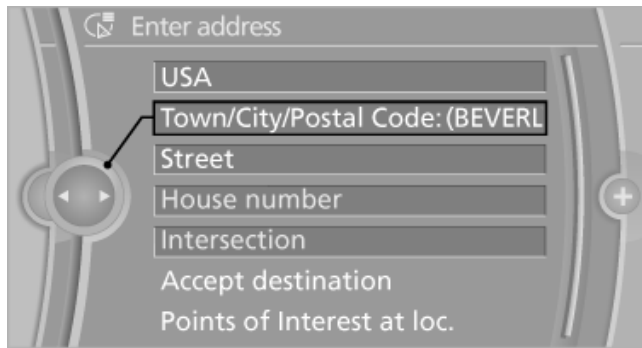 Enter address
USA
Town/City/Postal Code: (BEVERL
Street
House number
Intersection
Accept destination
Points of Interest at loc.